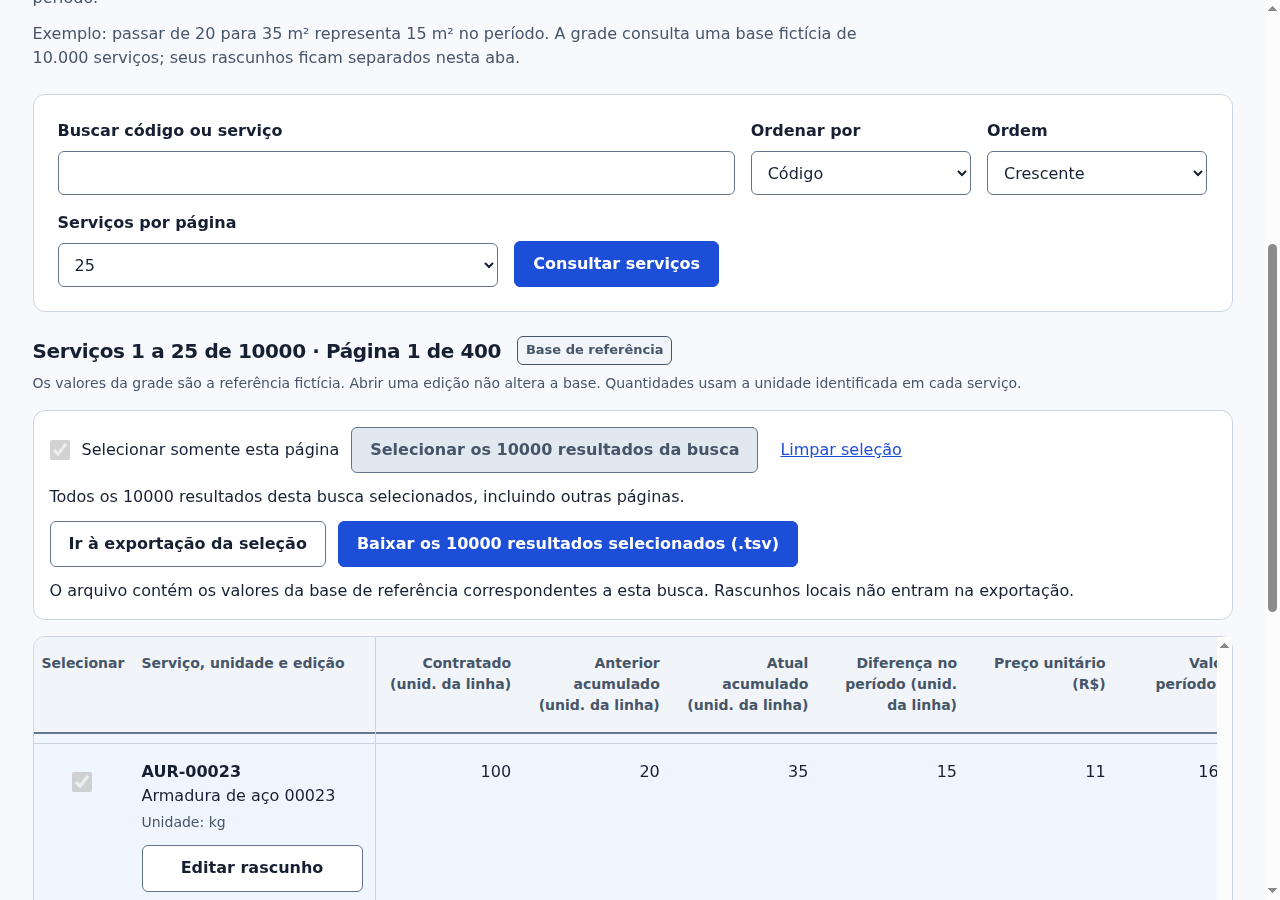 período.
Exemplo: passar de 20 para 35 m² representa 15 m² no período. A grade consulta uma base fictícia de
10.000 serviços; seus rascunhos ficam separados nesta aba.
Buscar código ou serviço
Ordenar por
Ordem
Código
Crescente
Serviços por página
25
Consultar serviços
Serviços 1 a 25 de 10000 · Página 1 de 400
Base de referência
Os valores da grade são a referência fictícia. Abrir uma edição não altera a base. Quantidades usam a unidade identificada em cada serviço.
Selecionar somente esta página
Selecionar os 10000 resultados da busca
Limpar seleção
Todos os 10000 resultados desta busca selecionados, incluindo outras páginas.
Ir à exportação da seleção
Baixar os 10000 resultados selecionados (.tsv)
O arquivo contém os valores da base de referência correspondentes a esta busca. Rascunhos locais não entram na exportação.
Selecionar
Serviço, unidade e edição
Contratado
(unid. da linha)
Anterior
acumulado
(unid. da linha)
Atual
acumulado
(unid. da linha)
Diferença no
período (unid.
da linha)
Preço unitário
(R$)
período
AUR-00023
Armadura de aço 00023
Unidade: kg
Editar rascunho
100
20
35
15
11
16